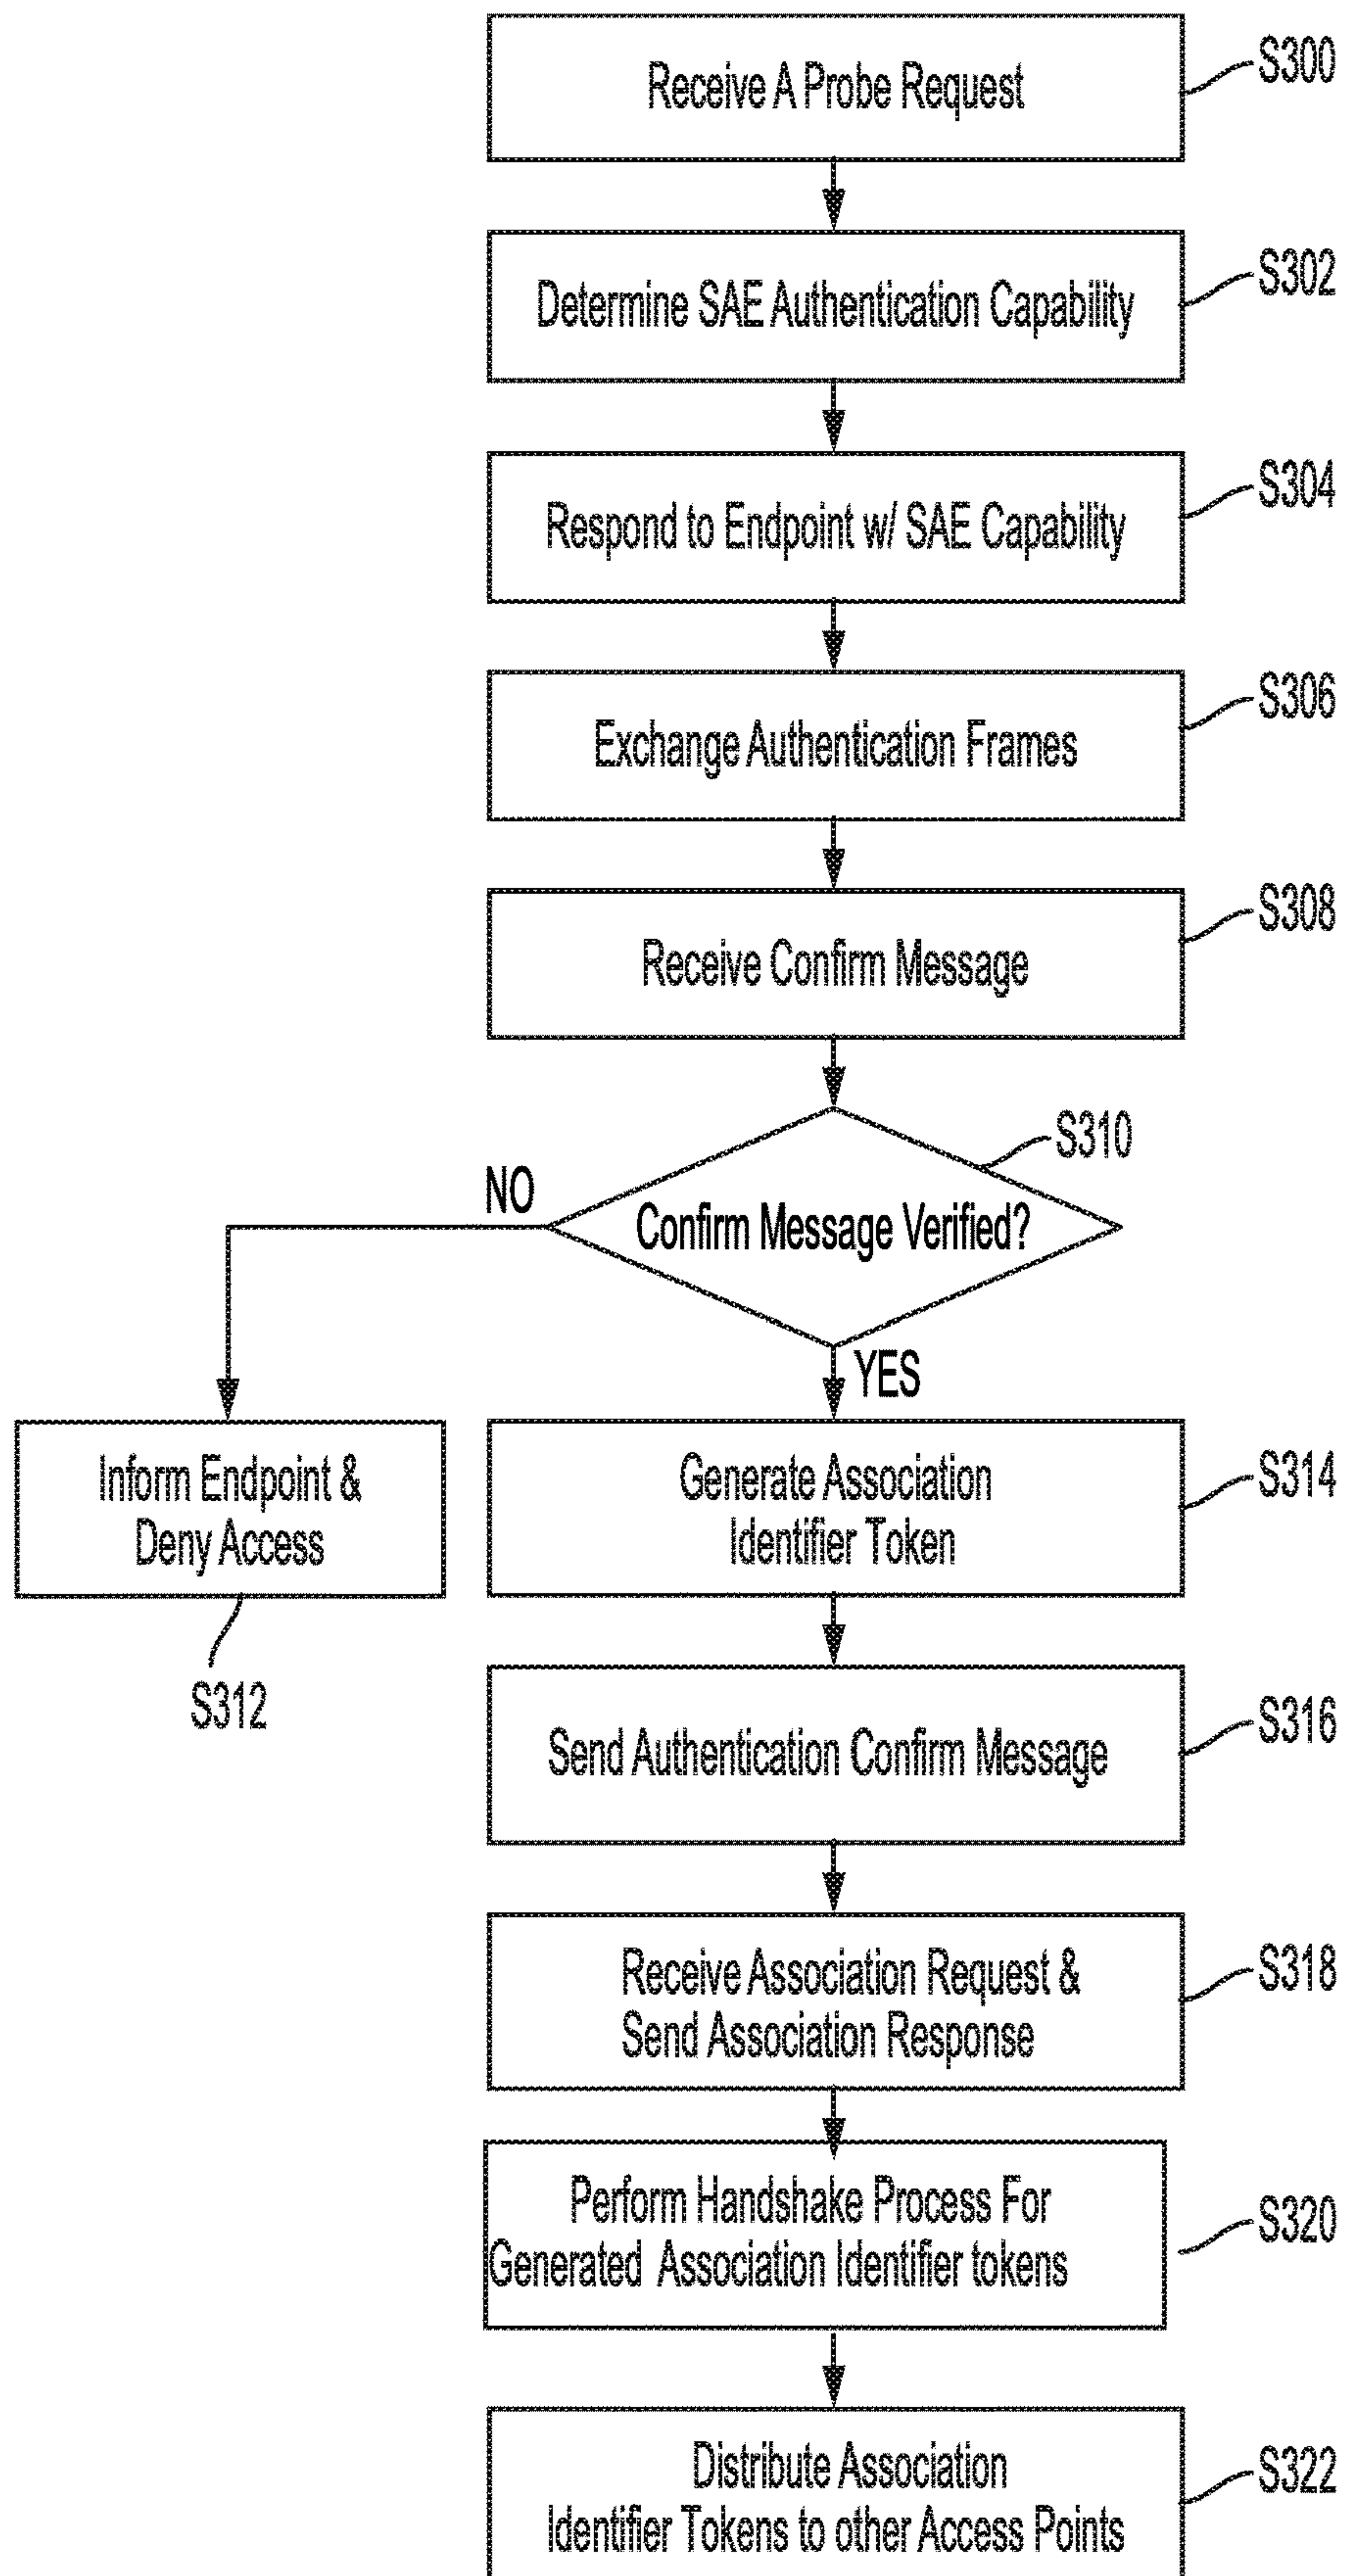 Receive A Probe Request
S300
Determine SAE Authentication Capability
S302
Respond to Endpoint w/ SAE Capability
S304
Exchange Authentication Frames
S306
Receive Confirm Message
S308
S310
NO
Confirm Message Verified?
YES
Inform Endpoint &
Deny Access
S312
Generate Association
Identifier Token
S314
Send Authentication Confirm Message
S316
Receive Association Request &
Send Association Response
S318
Perform Handshake Process For
Generated Association Identifier tokens
S320
Distribute Association
Identifier Tokens to other Access Points
S322